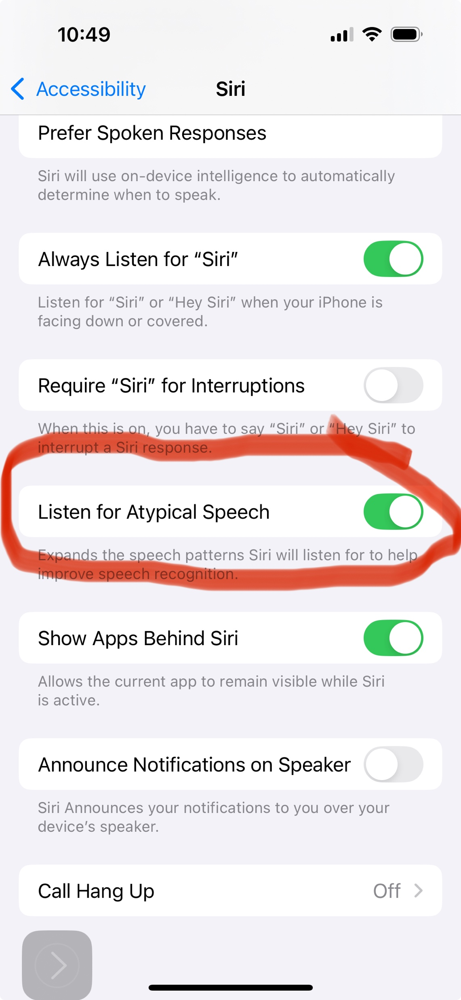 10:49
Accessibility
Siri
Prefer Spoken Responses
Siri will use on-device intelligence to automatically
determine when to speak.
Always Listen for “Siri”
Listen for “Siri” or “Hey Siri” when your iPhone is
facing down or covered.
Require “Siri” for Interruptions
When this is on, you have to say “Siri” or “Hey Siri” to
interrupt a Siri response.
Listen for Atypical Speech
Expands the speech patterns Siri will listen for to help
improve speech recognition.
Show Apps Behind Siri
Allows the current app to remain visible while Siri
is active.
Announce Notifications on Speaker
Siri Announces your notifications to you over your
device’s speaker.
Call Hang Up Off